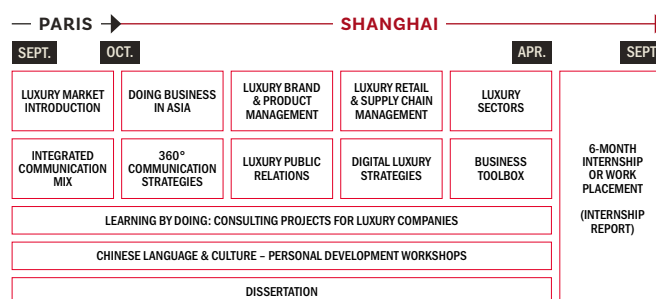 PARIS
SHANGHAI
SEPT.
OCT.
APR.
SEPT
LUXURY MARKET
INTRODUCTION
DOING BUSINESS
IN ASIA
LUXURY BRAND
& PRODUCT
MANAGEMENT
LUXURY RETAIL
& SUPPLY CHAIN
MANAGEMENT
LUXURY
SECTORS
INTEGRATED
COMMUNICATION
MIX
360°
COMMUNICATION
STRATEGIES
LUXURY PUBLIC
RELATIONS
DIGITAL LUXURY
STRATEGIES
BUSINESS
TOOLBOX
6-MONTH
INTERNSHIP
OR WORK
PLACEMENT
(INTERNSHIP
REPORT)
LEARNING BY DOING: CONSULTING PROJECTS FOR LUXURY COMPANIES
CHINESE LANGUAGE & CULTURE – PERSONAL DEVELOPMENT WORKSHOPS
DISSERTATION